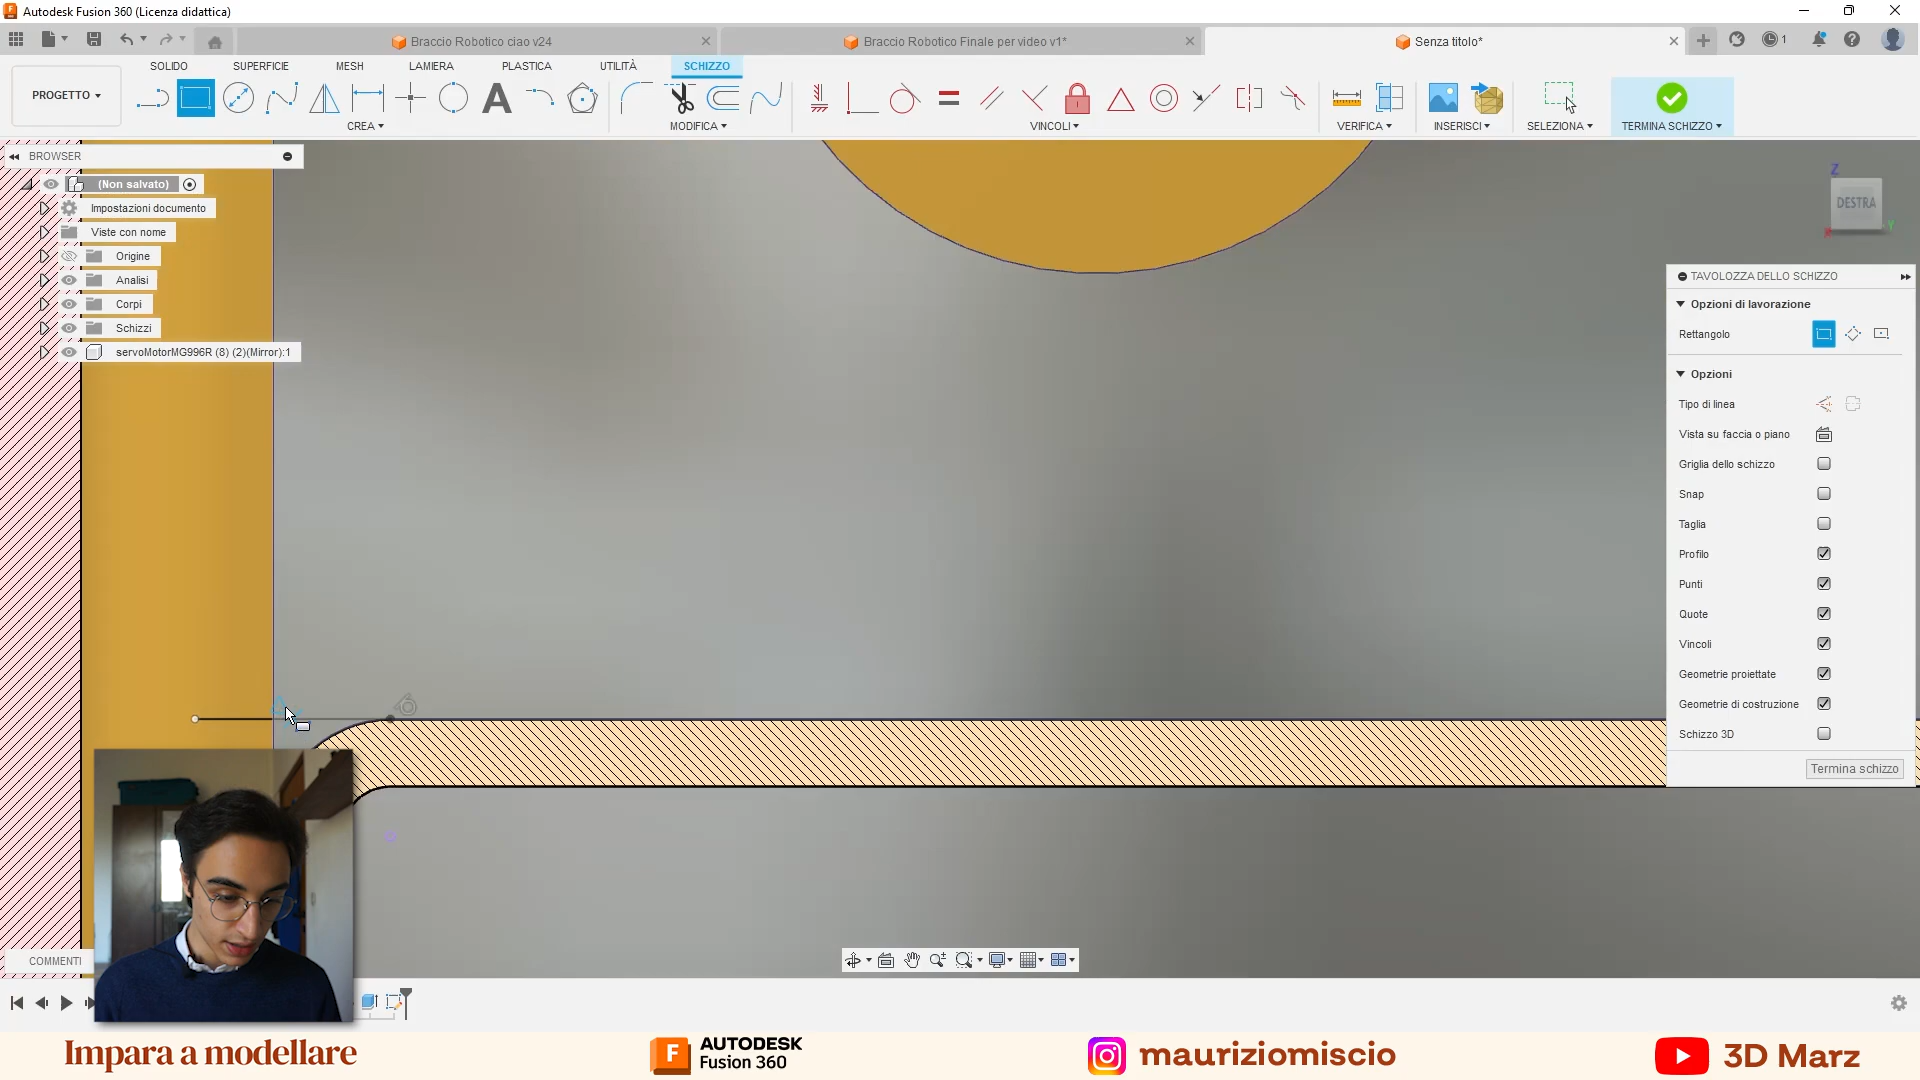 Autodesk Fusion 360 (Licenza didattica)
Braccio Robotico ciao v24
Braccio Robotico Finale per video v1*
Senza titolo*
1
PROGETTO
SOLIDO
SUPERFICIE
MESH
LAMIERA
PLASTICA
UTILITÀ
SCHIZZO
CREA
MODIFICA
VINCOLI
VERIFICA
INSERISCI
SELEZIONA
TERMINA SCHIZZO
BROWSER
(Non salvato)
Impostazioni documento
Viste con nome
Origine
Analisi
Corpi
Schizzi
servoMotorMG996R (8) (2)(Mirror):1
Z
DESTRA
TAVOLOZZA DELLO SCHIZZO
Opzioni di lavorazione
Rettangolo
Opzioni
Tipo di linea
Vista su faccia o piano
Griglia dello schizzo
Snap
Taglia
Profilo
Punti
Quote
Vincoli
Geometrie proiettate
Geometrie di costruzione
Schizzo 3D
Termina schizzo
COMMENTI
Impara a modellare
F
AUTODESK
Fusion 360
mauriziomiscio
3D Marz